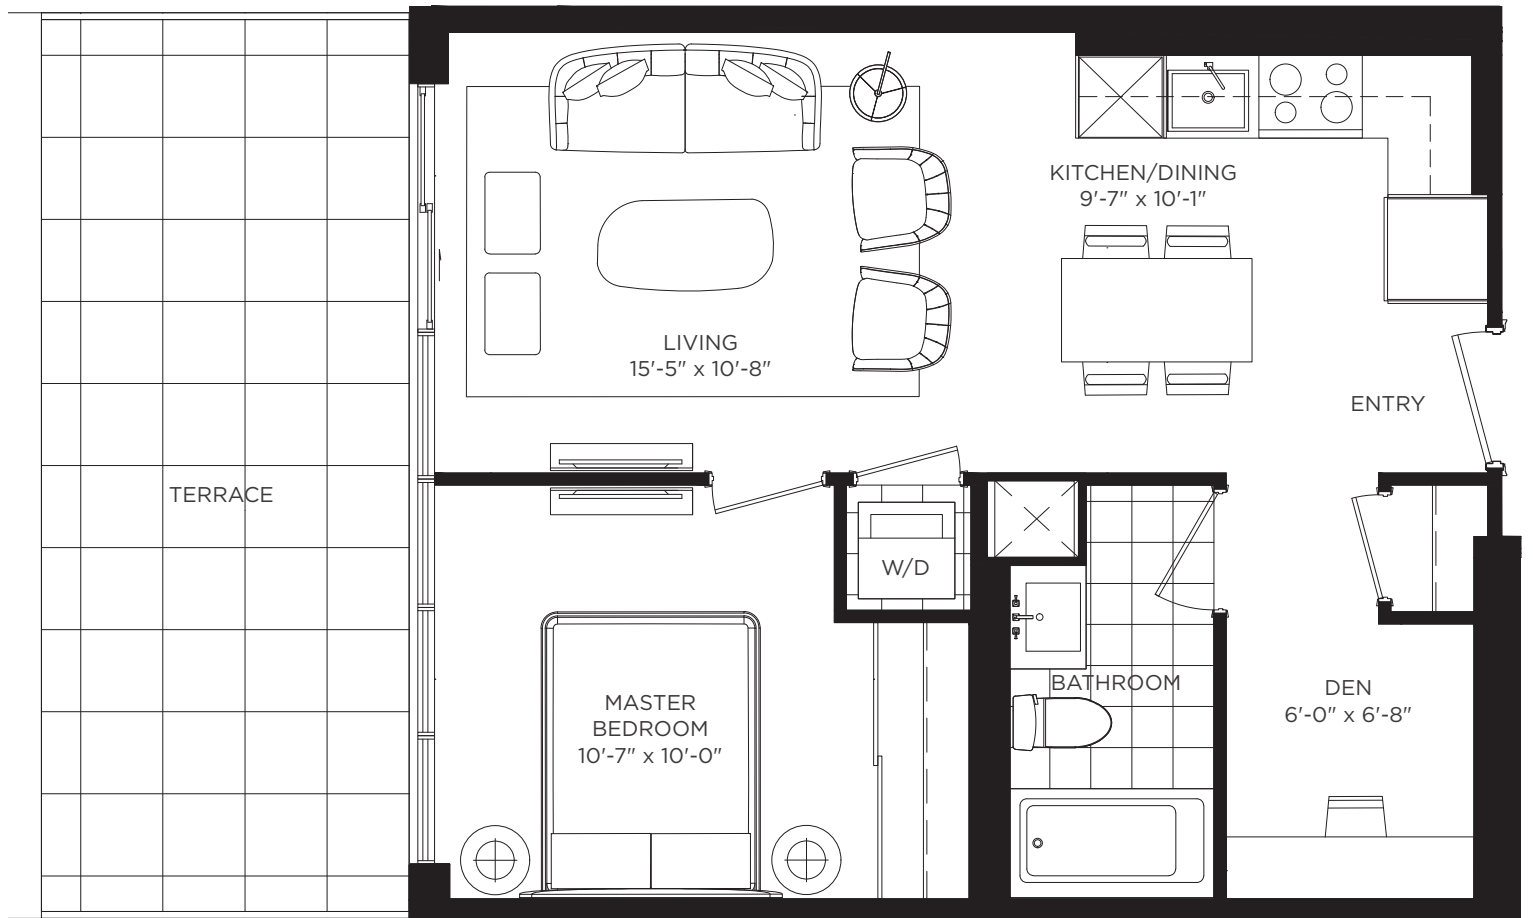 KITCHEN/DINING
9'-7" x 10'-1"
LIVING
15'-5" x 10'-8"
ENTRY
TERRACE
W/D
MASTER
BEDROOM
10'-7" x 10'-0"
BATHROOM
DEN
6'-0" x 6'-8"